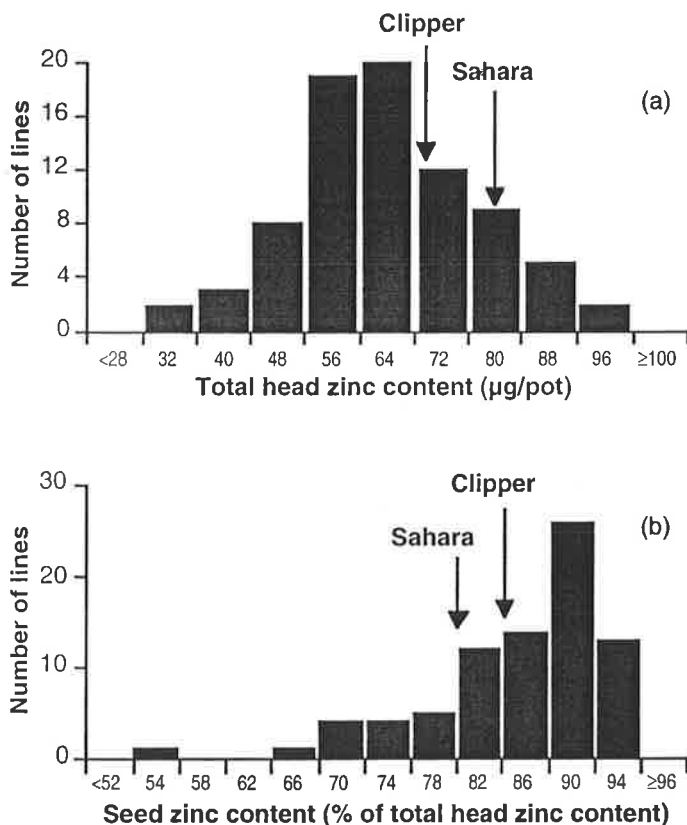 Clipper
Sahara
(a)
Number of lines
20
16
12
8
4
0
<28 32 40 48 56 64 72 80 88 96 ≥100
Total head zinc content (µg/pot)
Clipper
Sahara
(b)
Number of lines
30
20
10
0
<52 54 58 62 66 70 74 78 82 86 90 94 ≥96
Seed zinc content (% of total head zinc content)